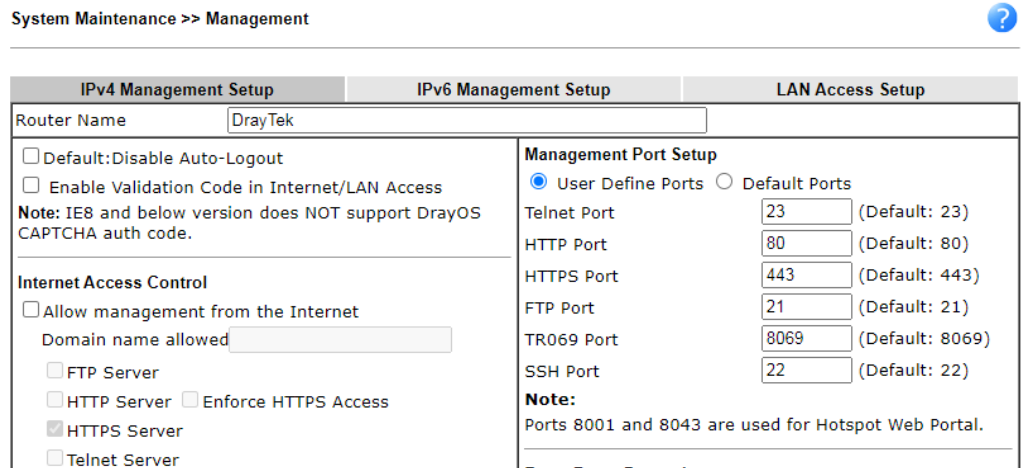 System Maintenance >> Management
?
IPv4 Management Setup
IPv6 Management Setup
LAN Access Setup
Router Name
DrayTek
Default:Disable Auto-Logout
Enable Validation Code in Internet/LAN Access
Note: IE8 and below version does NOT support DrayOS
CAPTCHA auth code.
Internet Access Control
Allow management from the Internet
Domain name allowed
FTP Server
HTTP Server Enforce HTTPS Access
HTTPS Server
Telnet Server
Management Port Setup
User Define Ports Default Ports
Telnet Port 23 (Default: 23)
HTTP Port 80 (Default: 80)
HTTPS Port 443 (Default: 443)
FTP Port 21 (Default: 21)
TR069 Port 8069 (Default: 8069)
SSH Port 22 (Default: 22)
Note:
Ports 8001 and 8043 are used for Hotspot Web Portal.